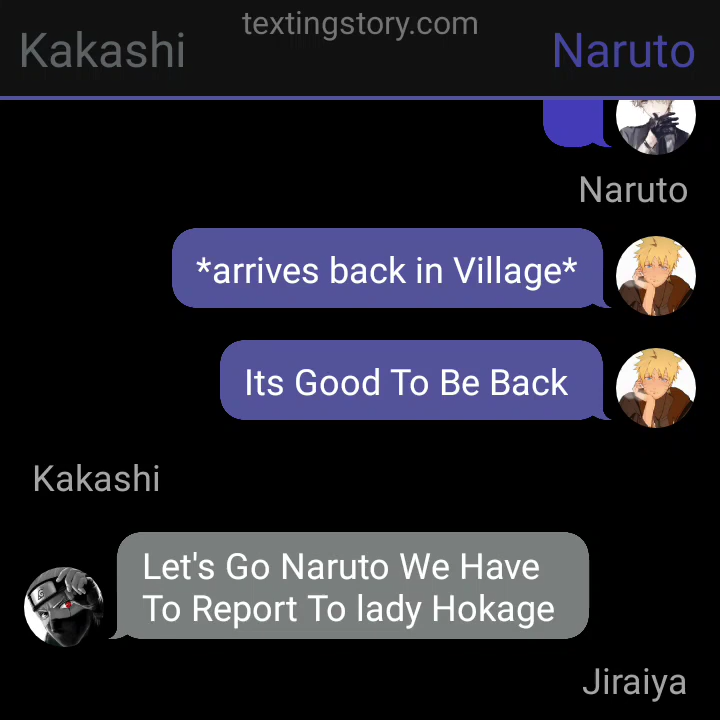 textingstory.com
Kakashi
Naruto
Naruto
*arrives back in Village*
Its Good To Be Back
Kakashi
Let's Go Naruto We Have
To Report To lady Hokage
Jiraiya